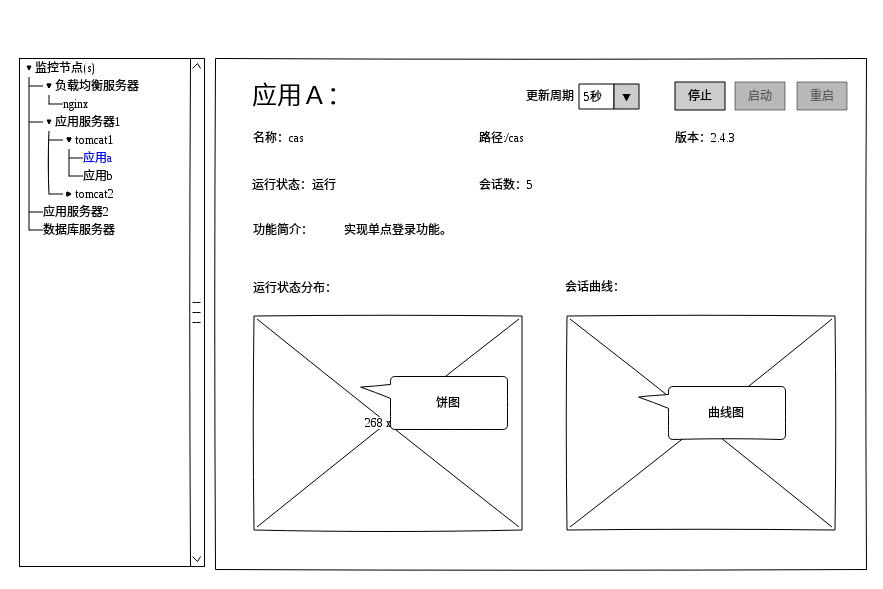 监控节点(s)
负载均衡服务器
nginx
应用服务器1
tomcat1
应用a
应用b
tomcat2
应用服务器2
数据库服务器
应用A：
更新周期 5秒 停止 启动 重启
名称：cas 路径:/cas 版本：2.4.3
运行状态：运行 会话数：5
功能简介： 实现单点登录功能。
运行状态分布： 会话曲线：
饼图
曲线图
268 x